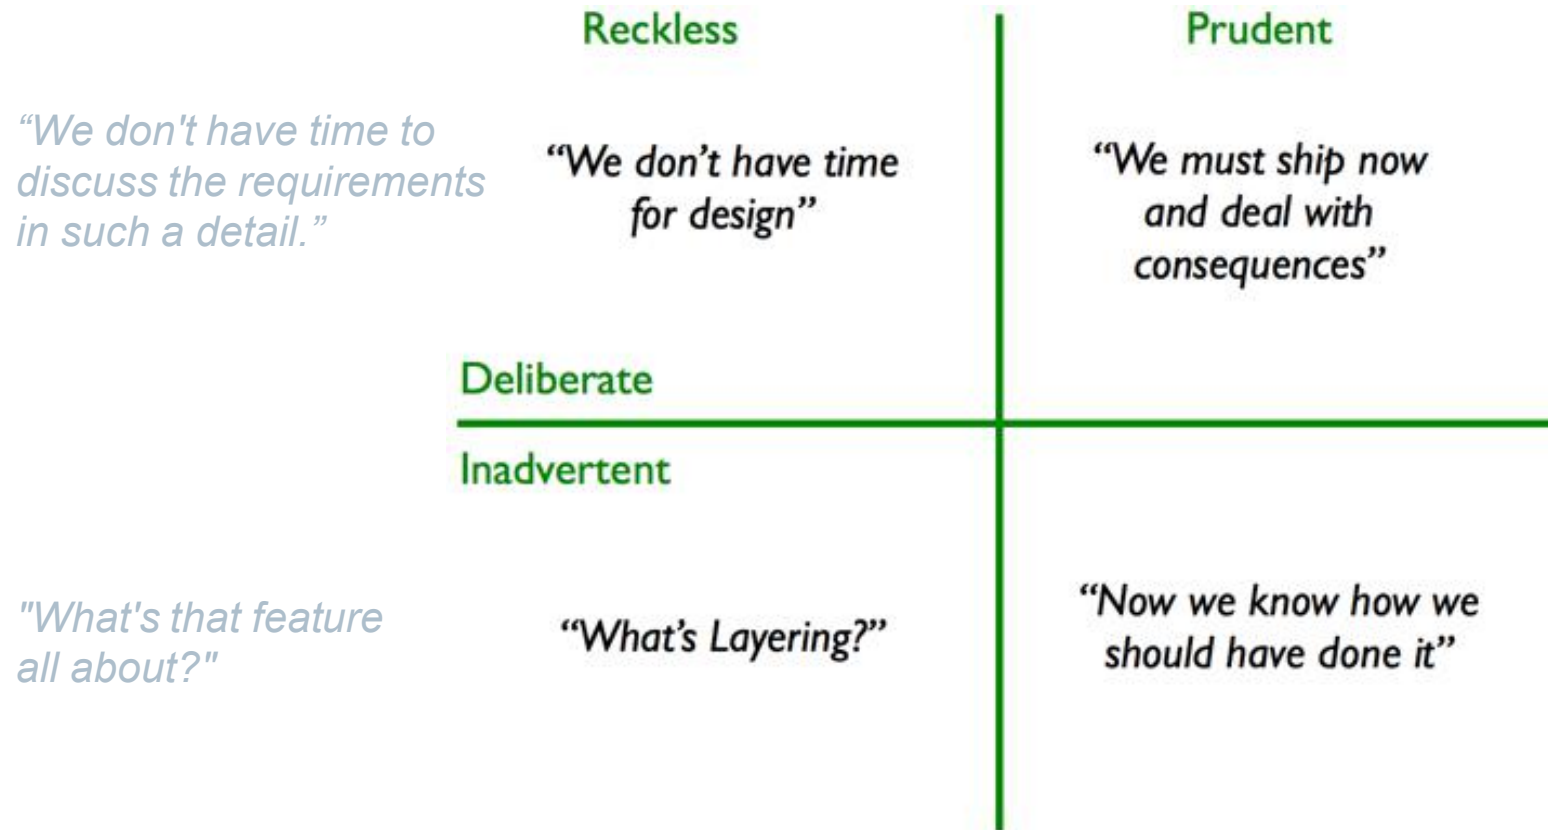 Reckless
Prudent
“We don't have time to
discuss the requirements
in such a detail.”
“We don’t have time
for design”
“We must ship now
and deal with
consequences”
Deliberate
Inadvertent
"What's that feature
all about?"
“What’s Layering?”
“Now we know how we
should have done it”